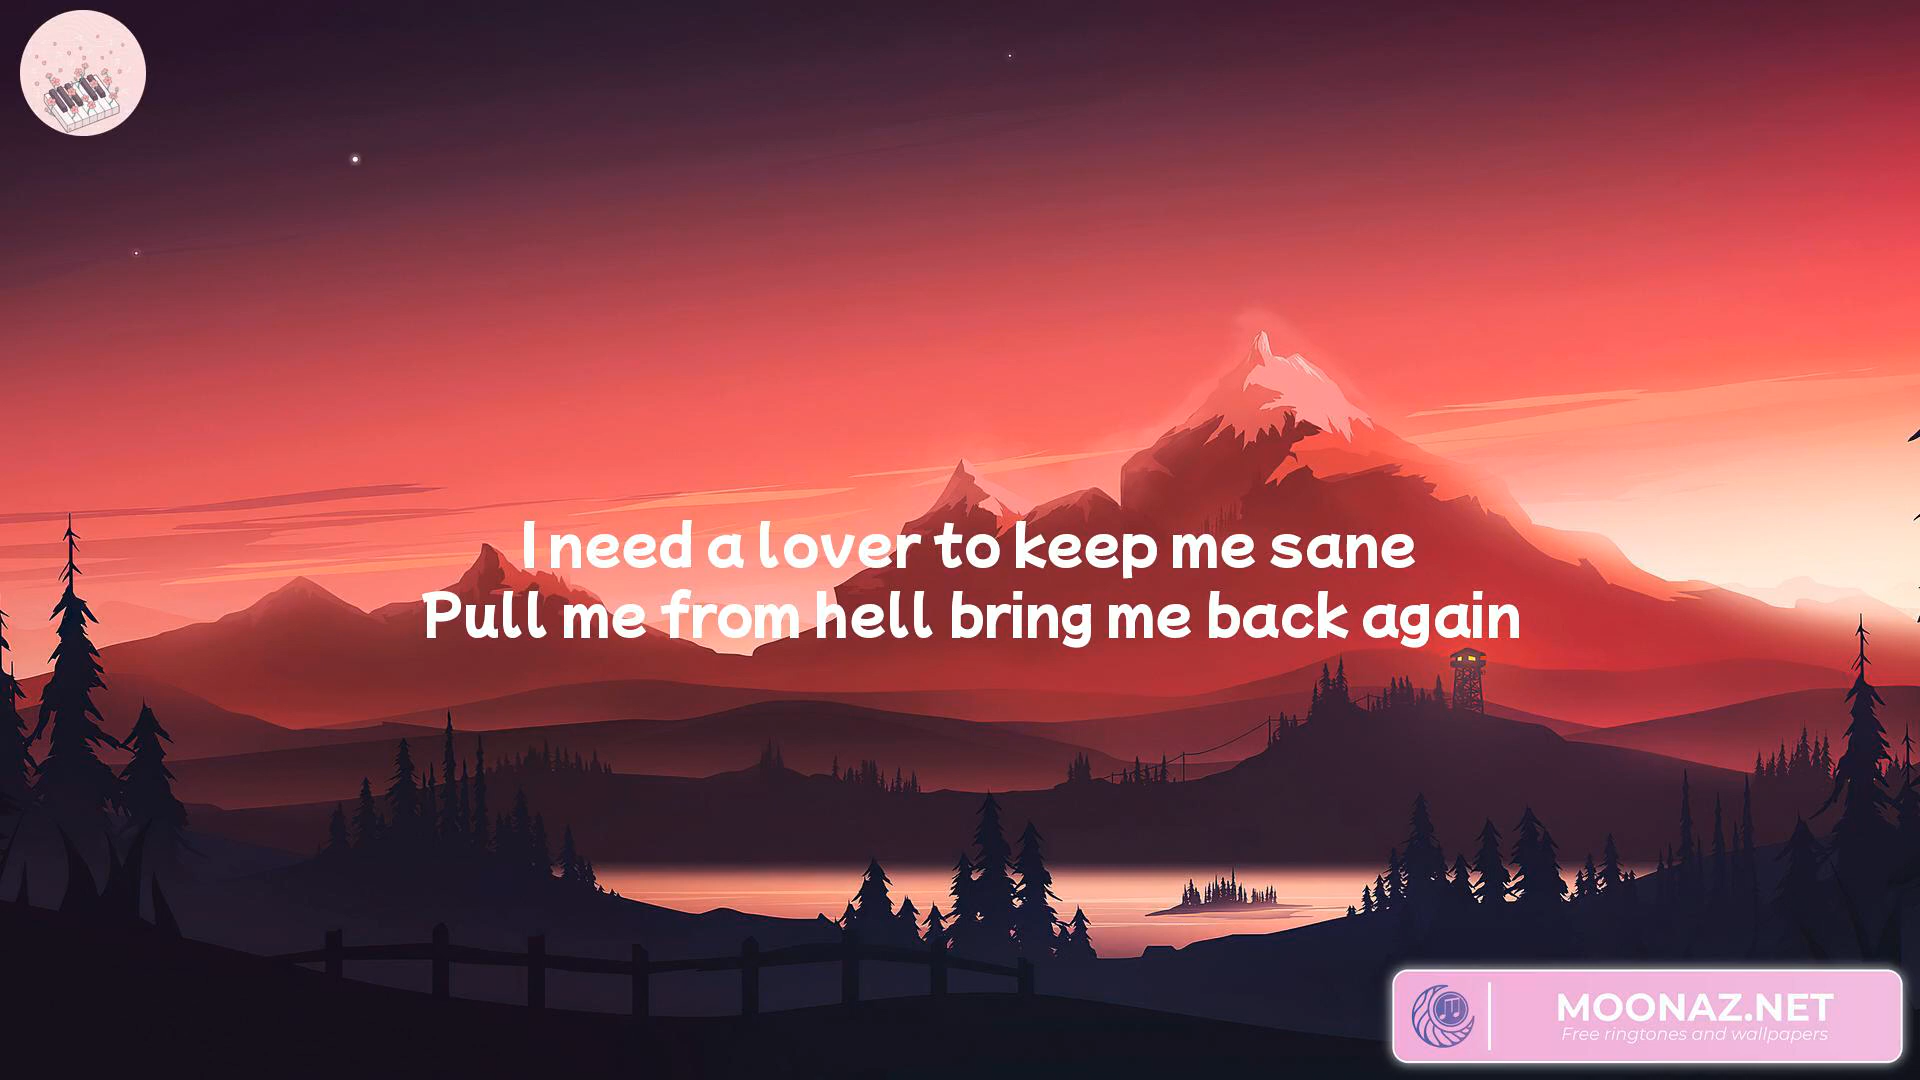 I need a lover to keep me sane
Pull me from hell bring me back again
MOONAZ.NET
Free ringtones and wallpapers